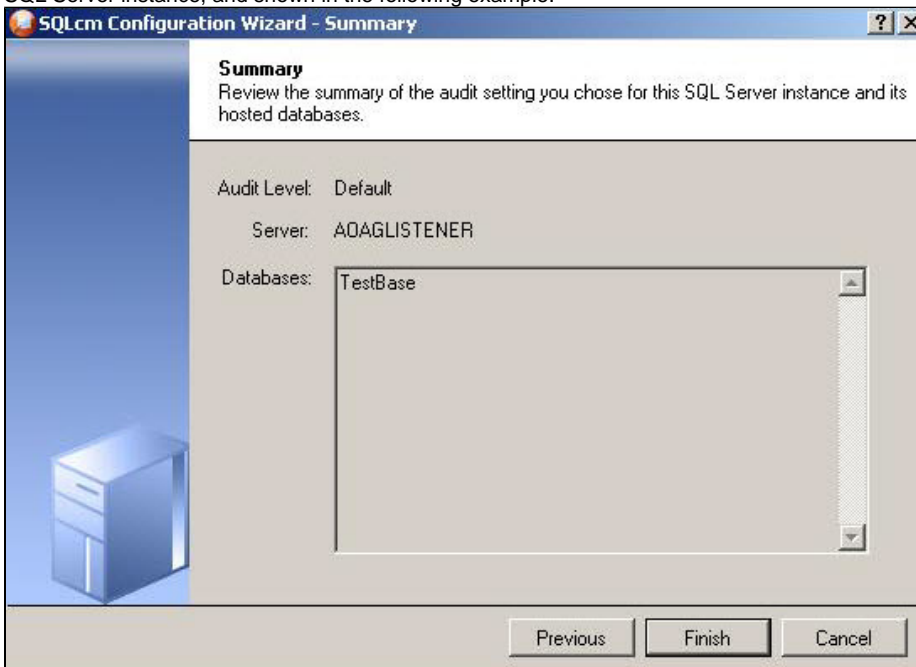 SQL Server instance, and shown in the following example.
SQLcm Configuration Wizard - Summary
Summary
Review the summary of the audit setting you chose for this SQL Server instance and its
hosted databases.
Audit Level: Default
Server: AOAGLISTENER
Databases: TestBase
Previous Finish Cancel